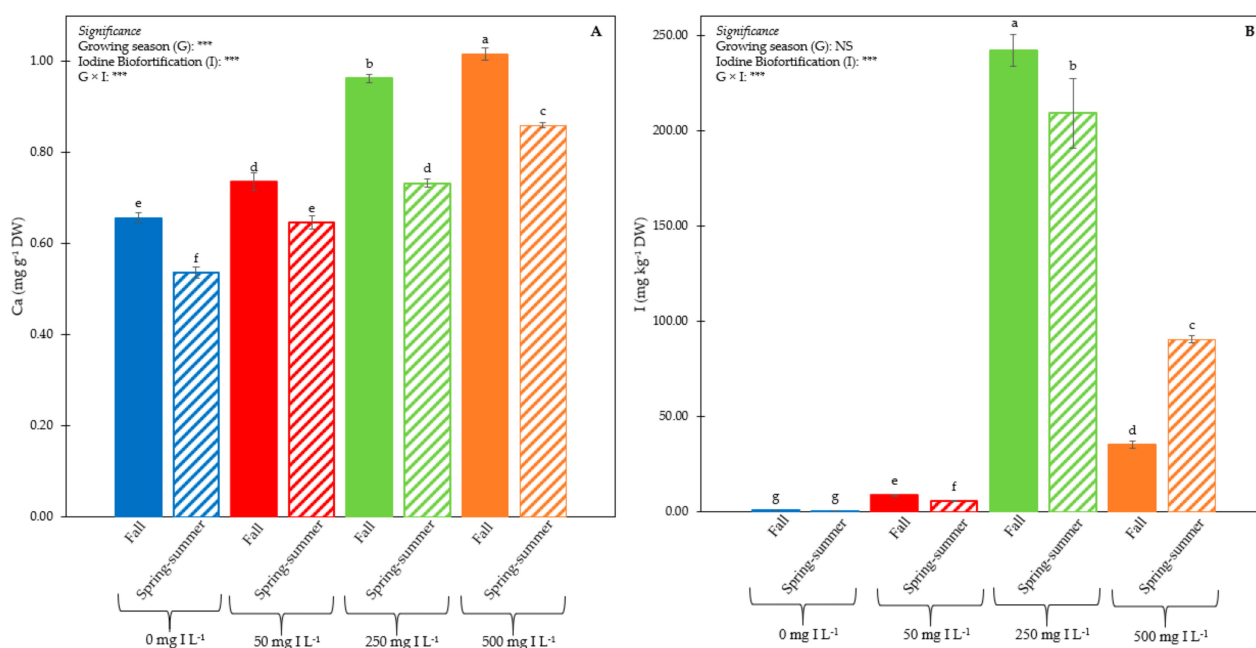 Significance
Growing season (G): ***
Iodine Biofortification (I): ***
G × I: ***
A
Ca (mg g⁻¹ DW)
1.00
0.80
0.60
0.40
0.20
0.00
e
f
d
e
b
d
a
c
Fall
Spring-summer
Fall
Spring-summer
Fall
Spring-summer
Fall
Spring-summer
0 mg I L⁻¹
50 mg I L⁻¹
250 mg I L⁻¹
500 mg I L⁻¹
Significance
Growing season (G): NS
Iodine Biofortification (I): ***
G × I: ***
B
I (mg kg⁻¹ DW)
250.00
200.00
150.00
100.00
50.00
0.00
g
g
e
f
a
b
d
c
Fall
Spring-summer
Fall
Spring-summer
Fall
Spring-summer
Fall
Spring-summer
0 mg I L⁻¹
50 mg I L⁻¹
250 mg I L⁻¹
500 mg I L⁻¹